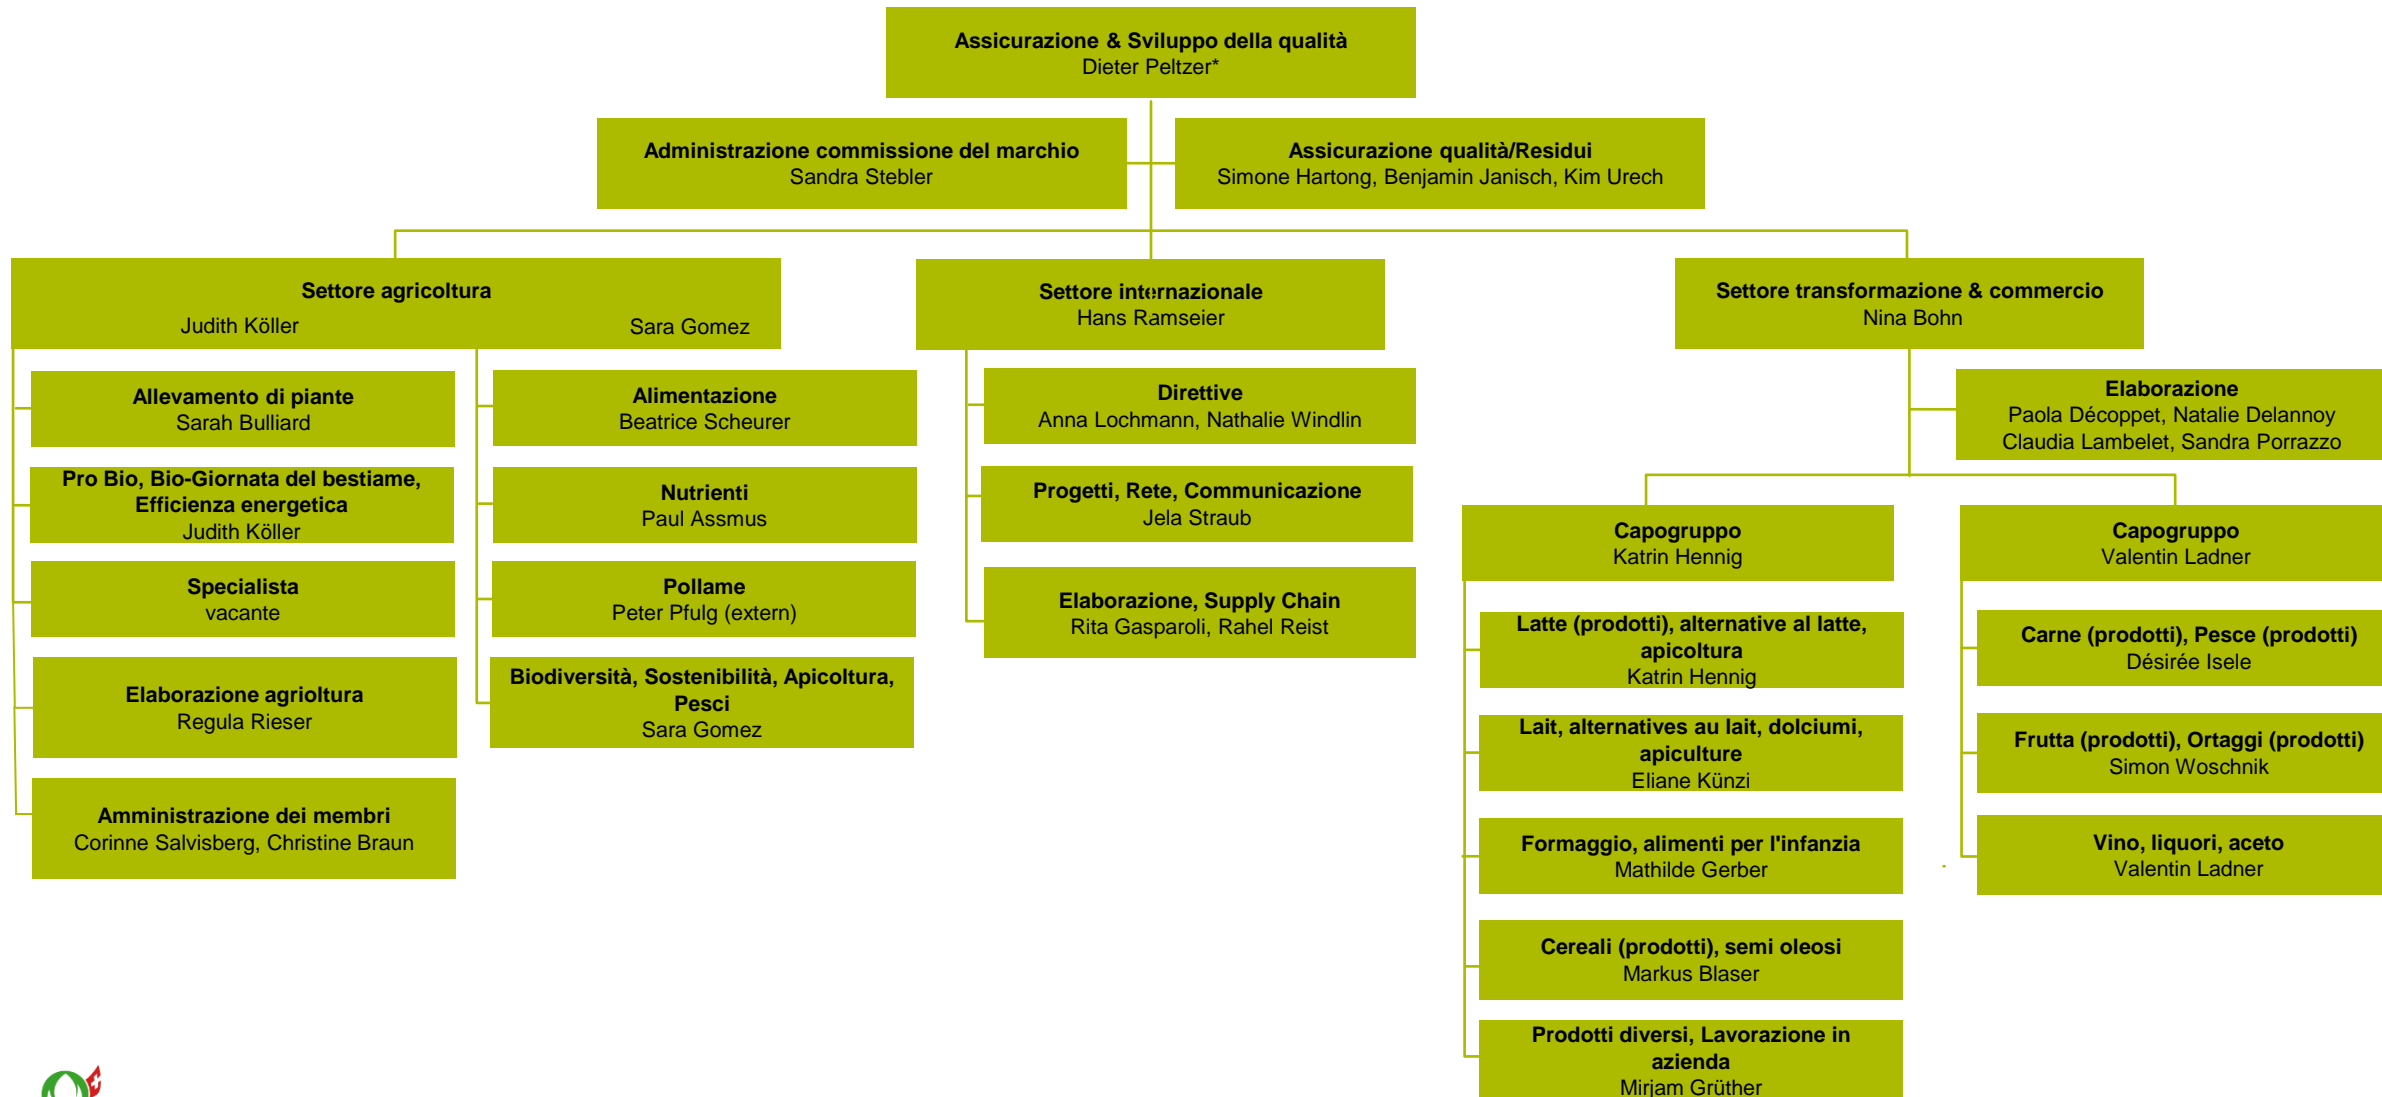 Assicurazione & Sviluppo della qualità
Dieter Peltzer*
Administrazione commissione del marchio
Sandra Stebler
Assicurazione qualità/Residui
Simone Hartong, Benjamin Janisch, Kim Urech
Settore agricoltura
Judith Köller
Sara Gomez
Allevamento di piante
Sarah Bulliard
Pro Bio, Bio-Giornata del bestiame,
Efficienza energetica
Judith Köller
Specialista
vacante
Elaborazione agrioltura
Regula Rieser
Amministrazione dei membri
Corinne Salvisberg, Christine Braun
Alimentazione
Beatrice Scheurer
Nutrienti
Paul Assmus
Pollame
Peter Pfulg (extern)
Biodiversità, Sostenibilità, Apicoltura,
Pesci
Sara Gomez
Settore internazionale
Hans Ramseier
Direttive
Anna Lochmann, Nathalie Windlin
Progetti, Rete, Communicazione
Jela Straub
Elaborazione, Supply Chain
Rita Gasparoli, Rahel Reist
Settore transformazione & commercio
Nina Bohn
Elaborazione
Paola Décoppet, Natalie Delannoy
Claudia Lambelet, Sandra Porrazzo
Capogruppo
Katrin Hennig
Latte (prodotti), alternative al latte,
apicoltura
Katrin Hennig
Lait, alternatives au lait, dolciumi,
apiculture
Eliane Künzi
Formaggio, alimenti per l'infanzia
Mathilde Gerber
Cereali (prodotti), semi oleosi
Markus Blaser
Prodotti diversi, Lavorazione in
azienda
Mirjam Grüther
Capogruppo
Valentin Ladner
Carne (prodotti), Pesce (prodotti)
Désirée Isele
Frutta (prodotti), Ortaggi (prodotti)
Simon Woschnik
Vino, liquori, aceto
Valentin Ladner